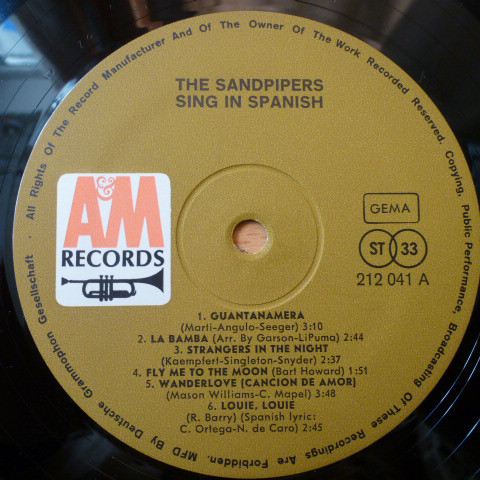 All Rights Of The Record Manufacturer And Of The Owner Of The Work Recorded Reserved. Copying, Public Performance, Broadcasting Of These Recordings Are Forbidden. MFD By Deutsche Grammophon Gesellschaft ·
THE SANDPIPERS
SING IN SPANISH
A&M
RECORDS
GEMA
ST 33
212 041 A
1. GUANTANAMERA
(Marti-Angulo-Seeger) 3:10
2. LA BAMBA (Arr. By Garson-LiPuma) 2:44
3. STRANGERS IN THE NIGHT
(Kaempfert-Singleton-Snyder) 2:37
4. FLY ME TO THE MOON (Bart Howard) 1:51
5. WANDERLOVE (CANCION DE AMOR)
(Mason Williams-C. Mapel) 3:48
6. LOUIE, LOUIE
(R. Barry) (Spanish lyric:
C. Ortega-N. de Caro) 2:45